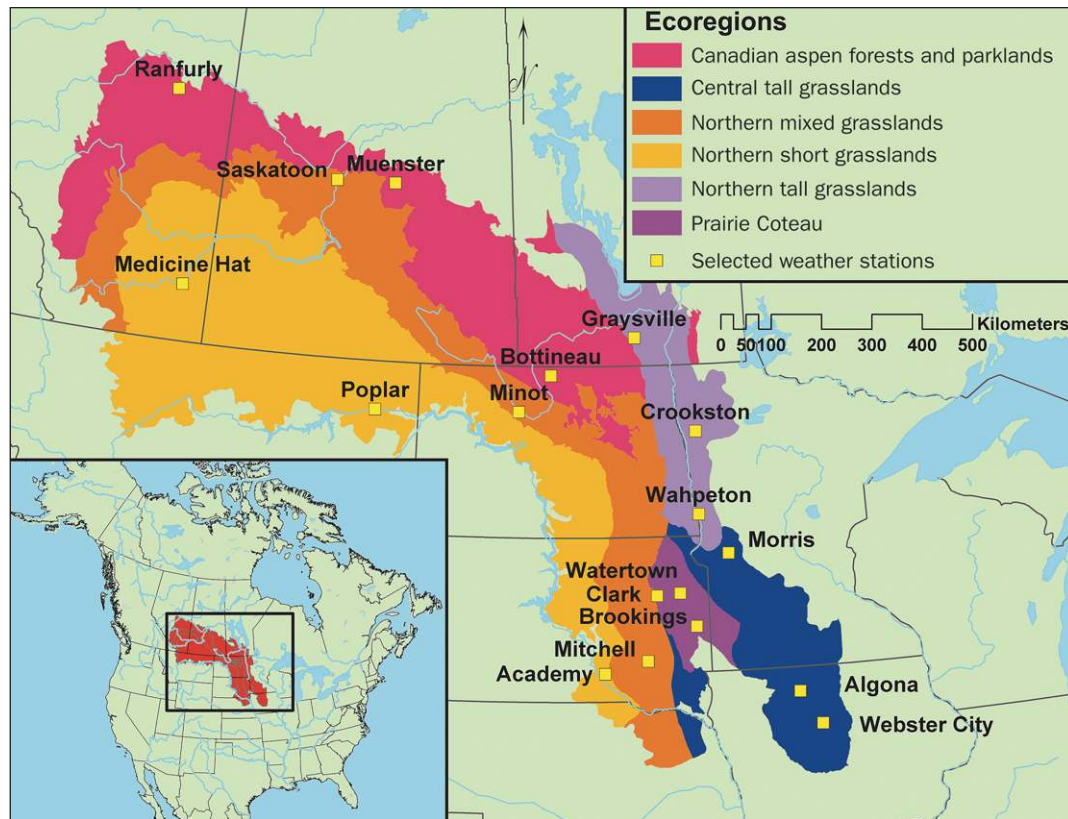 Ecoregions
Canadian aspen forests and parklands
Central tall grasslands
Northern mixed grasslands
Northern short grasslands
Northern tall grasslands
Prairie Coteau
Selected weather stations
N
Ranfurly
Saskatoon
Muenster
Medicine Hat
Graysville
Kilometers
0 50 100 200 300 400 500
Bottineau
Poplar
Minot
Crookston
Wahpeton
Morris
Watertown
Clark
Brookings
Mitchell
Academy
Algona
Webster City